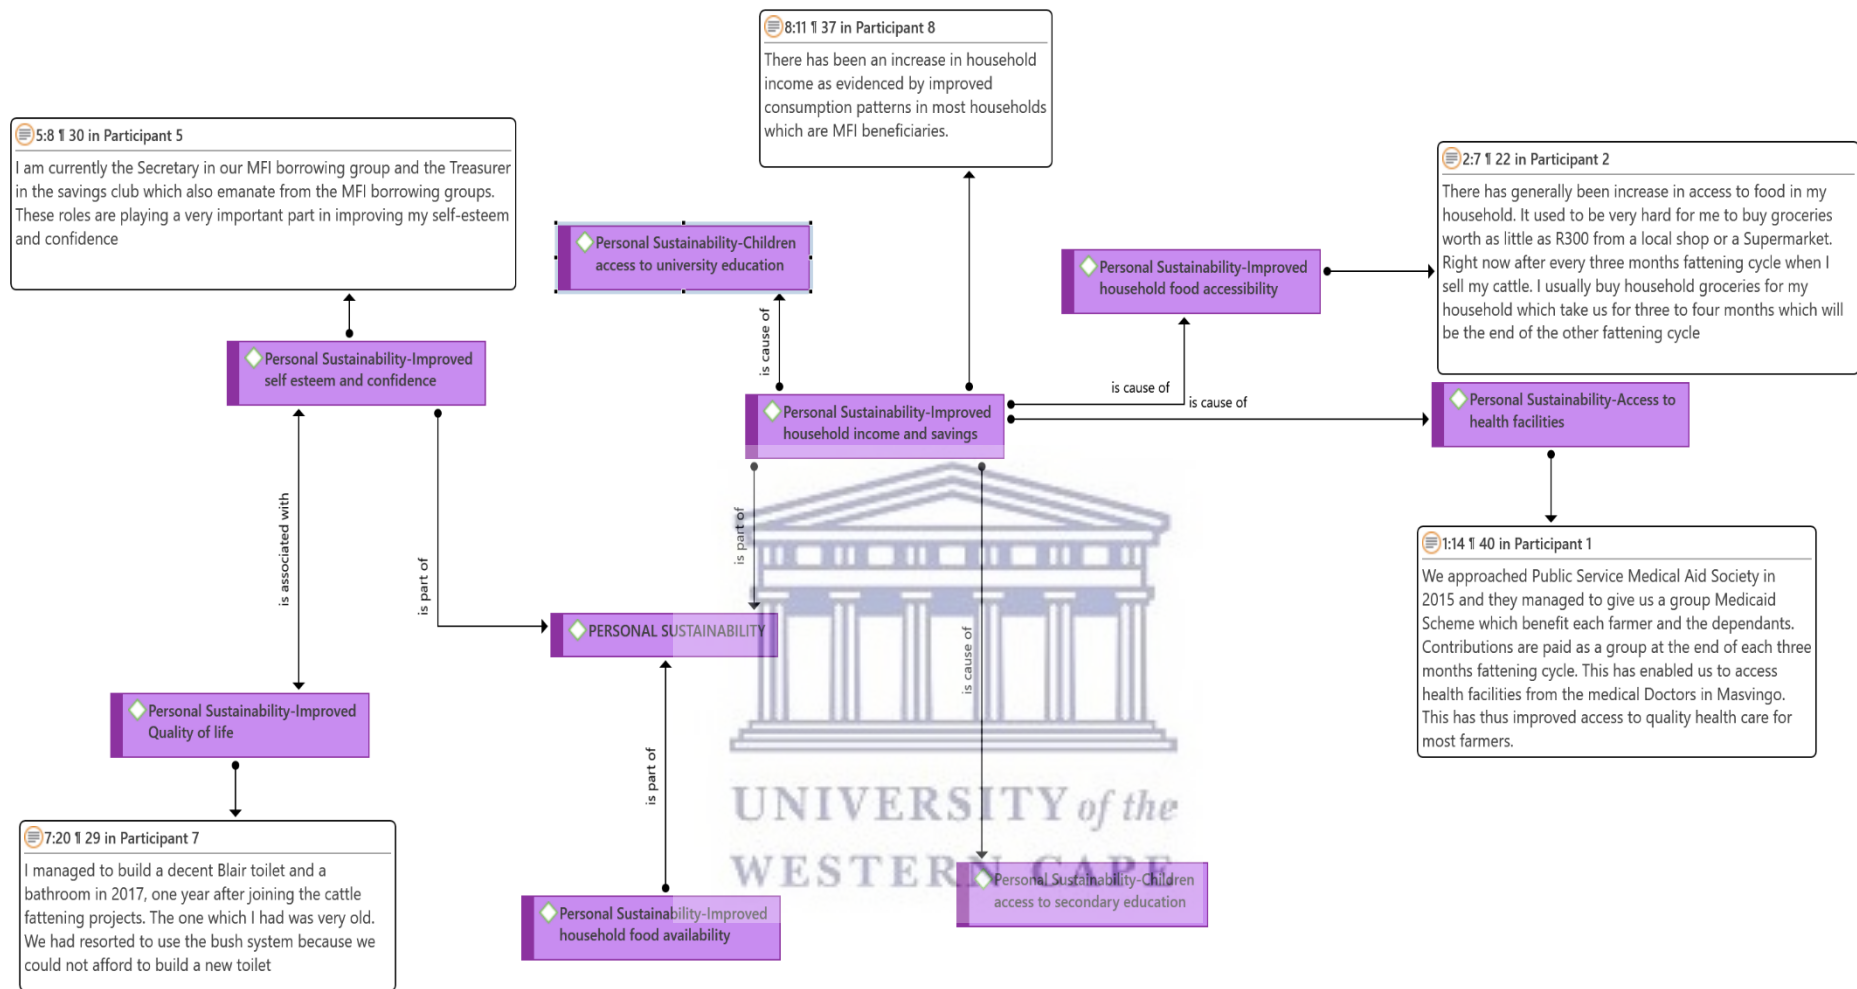 8:11 ¶ 37 in Participant 8
There has been an increase in household
income as evidenced by improved
consumption patterns in most households
which are MFI beneficiaries.
5:8 ¶ 30 in Participant 5
I am currently the Secretary in our MFI borrowing group and the Treasurer
in the savings club which also emanate from the MFI borrowing groups.
These roles are playing a very important part in improving my self-esteem
and confidence
2:7 ¶ 22 in Participant 2
There has generally been increase in access to food in my
household. It used to be very hard for me to buy groceries
worth as little as R300 from a local shop or a Supermarket.
Right now after every three months fattening cycle when I
sell my cattle. I usually buy household groceries for my
household which take us for three to four months which will
be the end of the other fattening cycle
Personal Sustainability-Children
access to university education
Personal Sustainability-Improved
household food accessibility
is cause of
Personal Sustainability-Improved
self esteem and confidence
is cause of
is cause of
Personal Sustainability-Improved
household income and savings
Personal Sustainability-Access to
health facilities
is associated with
is part of
is part of
is cause of
1:14 ¶ 40 in Participant 1
We approached Public Service Medical Aid Society in
2015 and they managed to give us a group Medicaid
Scheme which benefit each farmer and the dependants.
Contributions are paid as a group at the end of each three
months fattening cycle. This has enabled us to access
health facilities from the medical Doctors in Masvingo.
This has thus improved access to quality health care for
most farmers.
PERSONAL SUSTAINABILITY
Personal Sustainability-Improved
Quality of life
is part of
UNIVERSITY of the
WESTERN CAPE
7:20 ¶ 29 in Participant 7
I managed to build a decent Blair toilet and a
bathroom in 2017, one year after joining the cattle
fattening projects. The one which I had was very old.
We had resorted to use the bush system because we
could not afford to build a new toilet
Personal Sustainability-Improved
household food availability
Personal Sustainability-Children
access to secondary education